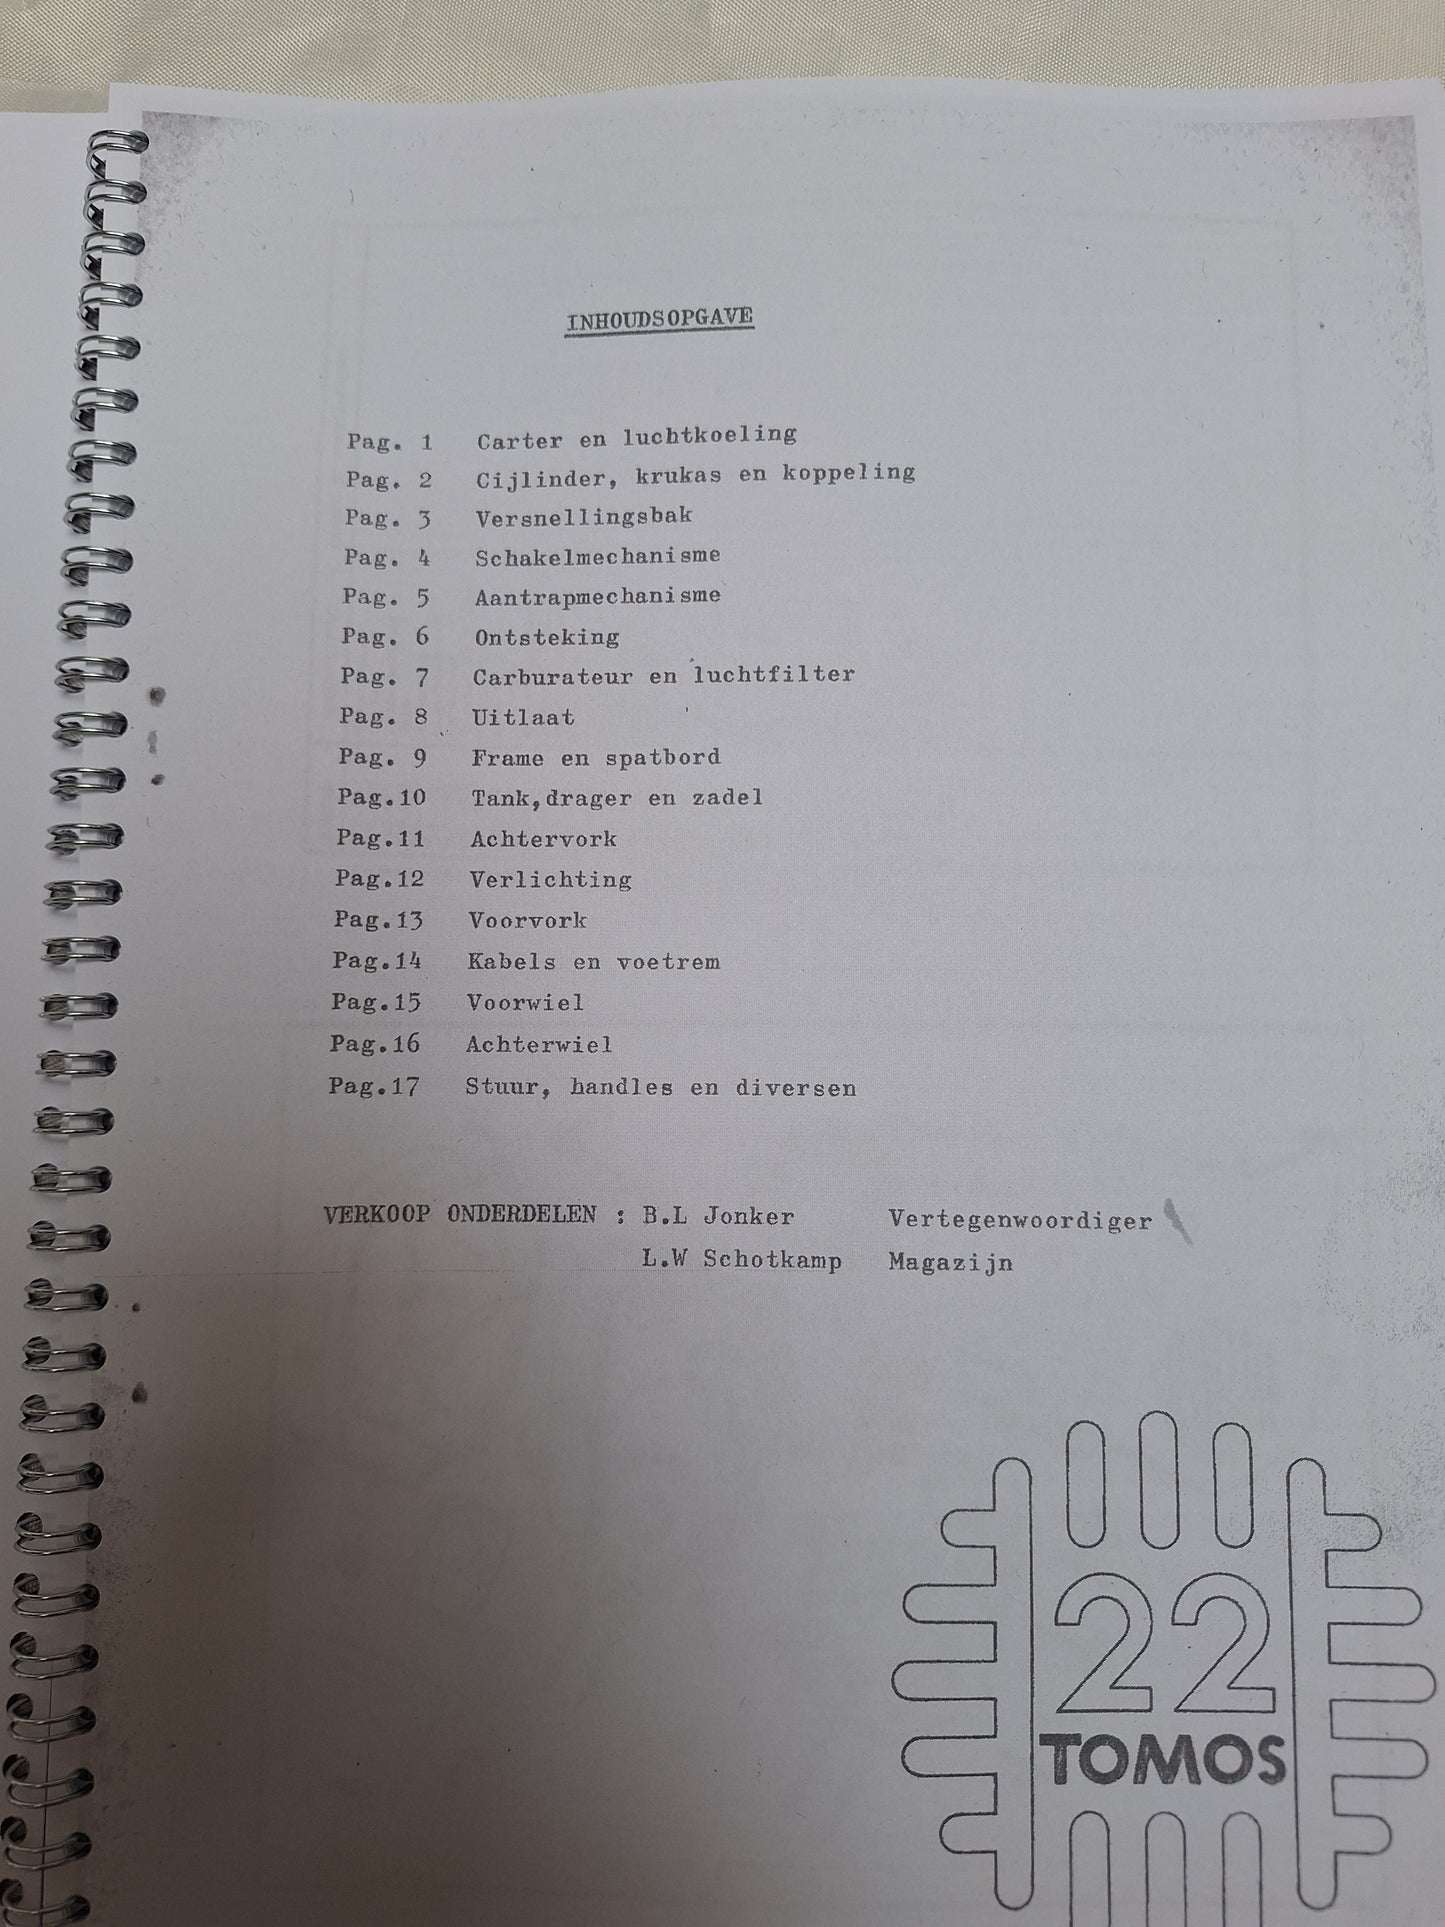 INHOUDSOPGAVE
Pag. 1 Carter en luchtkoeling
Pag. 2 Cijlinder, krukas en koppeling
Pag. 3 Versnellingsbak
Pag. 4 Schakelmechanisme
Pag. 5 Aantrapmechanisme
Pag. 6 Ontsteking
Pag. 7 Carburateur en luchtfilter
Pag. 8 Uitlaat
Pag. 9 Frame en spatbord
Pag.10 Tank,drager en zadel
Pag.11 Achtervork
Pag.12 Verlichting
Pag.13 Voorvork
Pag.14 Kabels en voetrem
Pag.15 Voorwiel
Pag.16 Achterwiel
Pag.17 Stuur, handles en diversen
VERKOOP ONDERDELEN : B.L Jonker Vertegenwoordiger
L.W Schotkamp Magazijn
22
TOMOS